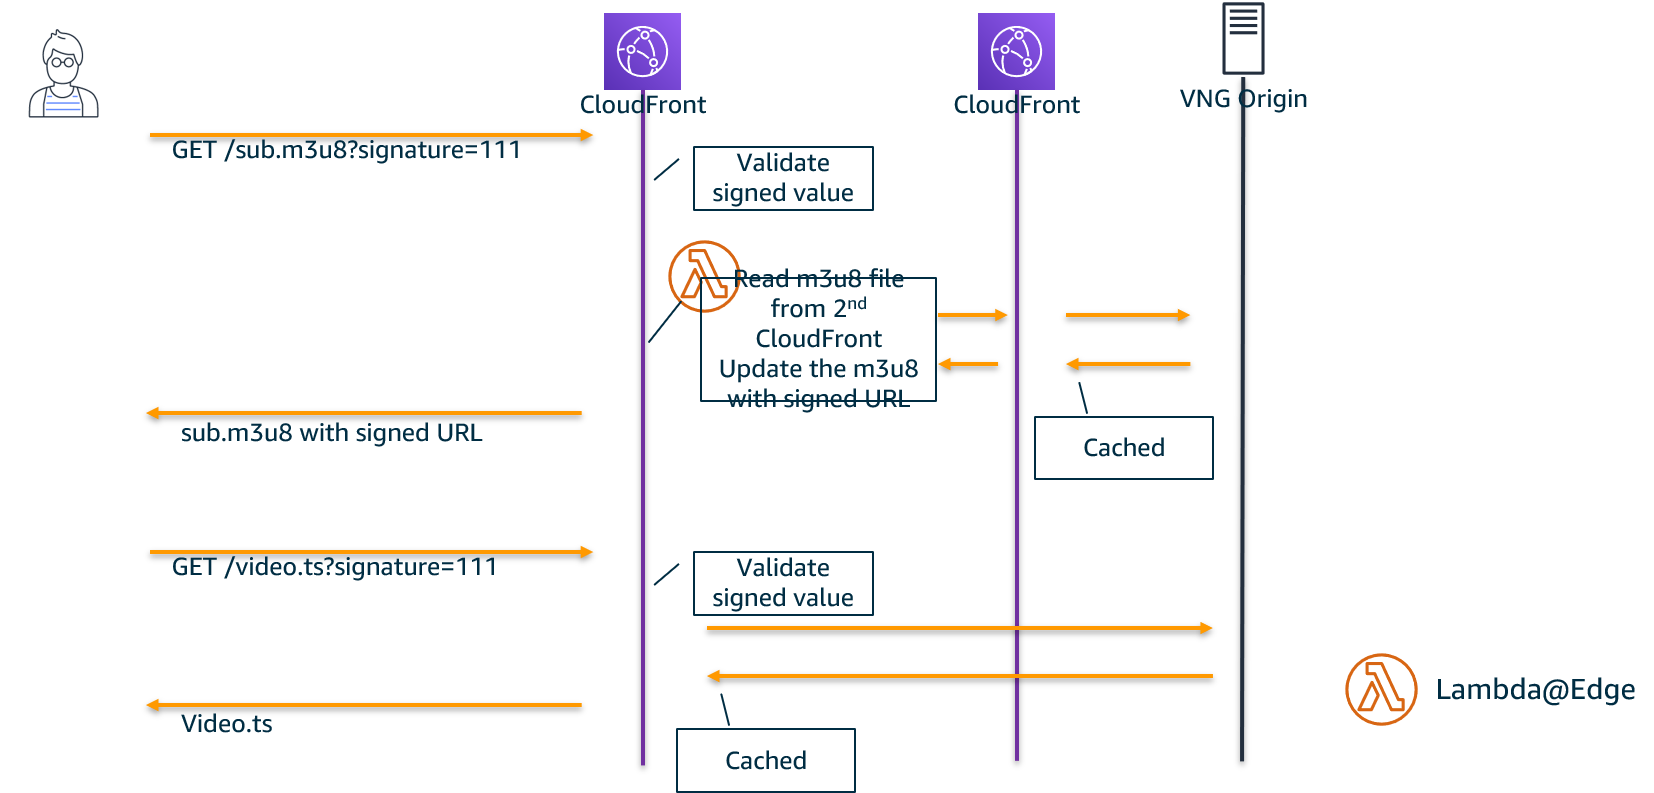 CloudFront
CloudFront
VNG Origin
GET /sub.m3u8?signature=111
Validate
signed value
Read m3u8 file
from 2nd
CloudFront
Update the m3u8
with signed URL
sub.m3u8 with signed URL
Cached
GET /video.ts?signature=111
Validate
signed value
Lambda@Edge
Video.ts
Cached